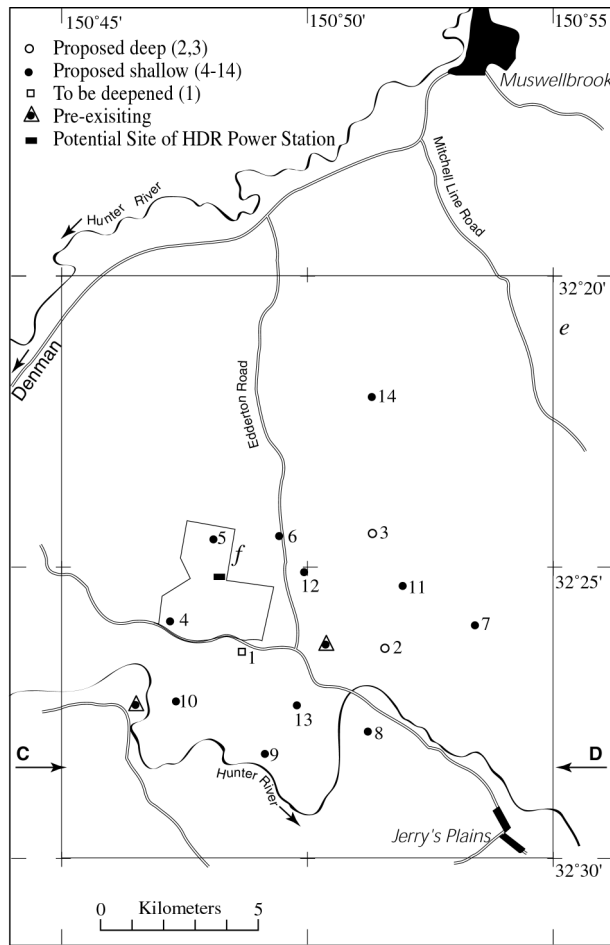 150°45' 150°50' 150°55'
Proposed deep (2,3)
Proposed shallow (4-14)
To be deepened (1)
Pre-exisiting
Potential Site of HDR Power Station
Muswellbrook
Mitchell Line Road
Hunter River
32°20'
e
Denman
Edderton Road
14
5
6
3
f
32°25'
12
11
4
7
1
2
10
13
8
C
9
D
Hunter River
Jerry's Plains
32°30'
0 Kilometers 5